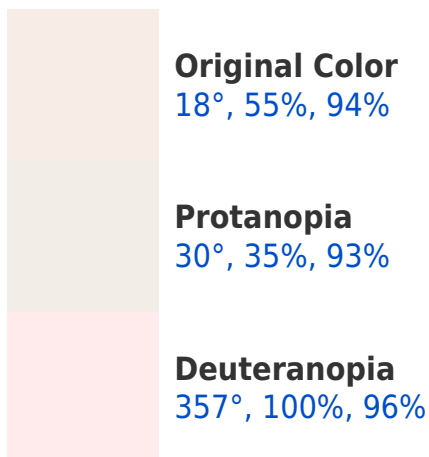 Original Color
18°, 55%, 94%
Protanopia
30°, 35%, 93%
Deuteranopia
357°, 100%, 96%